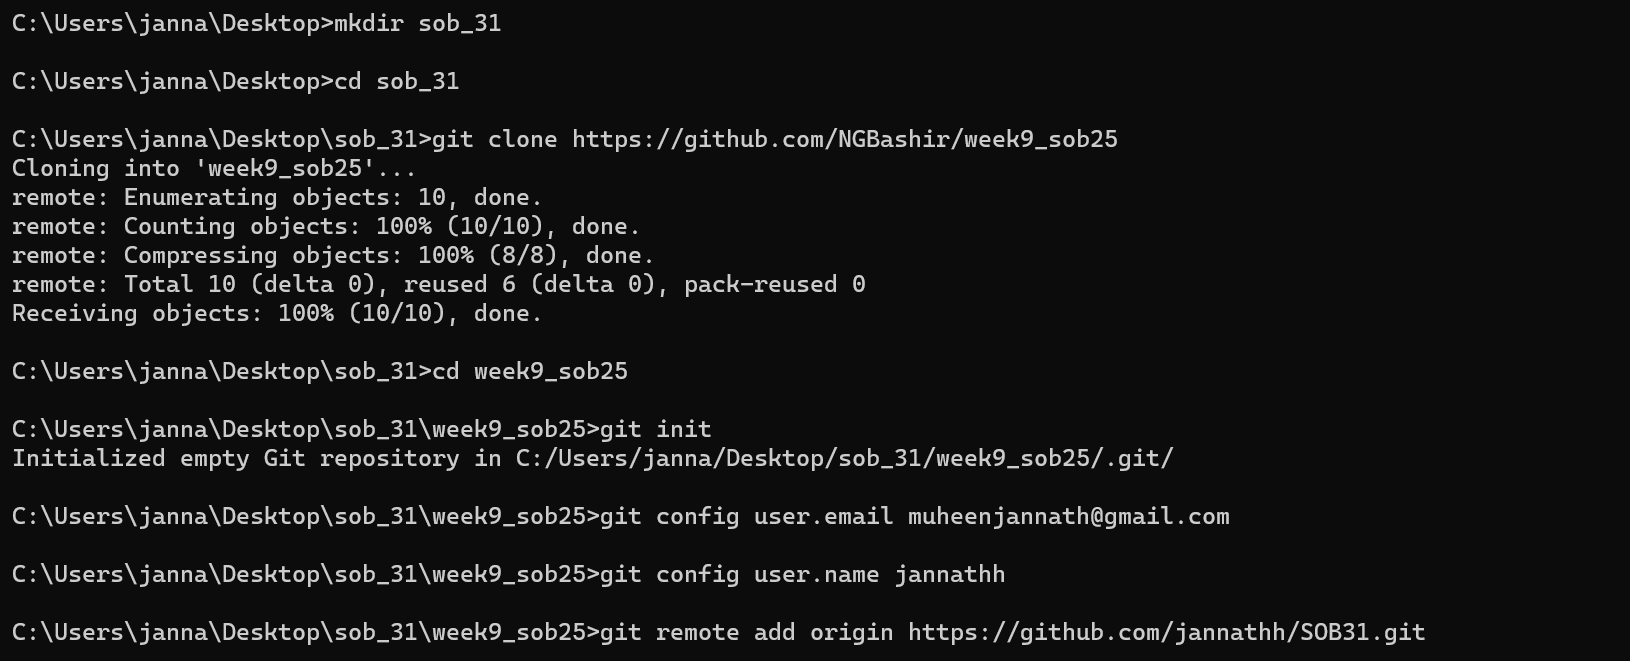 C:\Users\janna\Desktop>mkdir sob_31
C:\Users\janna\Desktop>cd sob_31
C:\Users\janna\Desktop\sob_31>git clone https://github.com/NGBashir/week9_sob25
Cloning into 'week9_sob25'...
remote: Enumerating objects: 10, done.
remote: Counting objects: 100% (10/10), done.
remote: Compressing objects: 100% (8/8), done.
remote: Total 10 (delta 0), reused 6 (delta 0), pack-reused 0
Receiving objects: 100% (10/10), done.
C:\Users\janna\Desktop\sob_31>cd week9_sob25
C:\Users\janna\Desktop\sob_31\week9_sob25>git init
Initialized empty Git repository in C:/Users/janna/Desktop/sob_31/week9_sob25/.git/
C:\Users\janna\Desktop\sob_31\week9_sob25>git config user.email muheenjannath@gmail.com
C:\Users\janna\Desktop\sob_31\week9_sob25>git config user.name jannathh
C:\Users\janna\Desktop\sob_31\week9_sob25>git remote add origin https://github.com/jannathh/SOB31.git